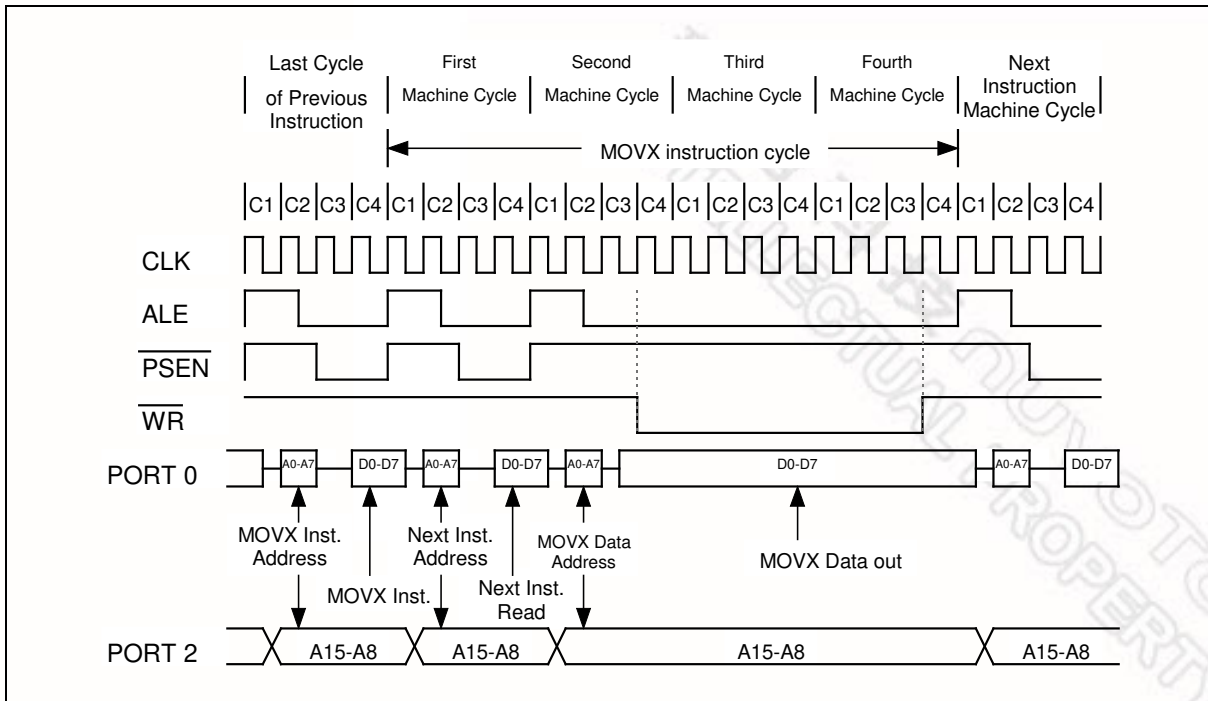 Last Cycle
of Previous
Instruction
First
Machine Cycle
Second
Machine Cycle
Third
Machine Cycle
Fourth
Machine Cycle
Next
Instruction
Machine Cycle
MOVX instruction cycle
C1 C2 C3 C4 C1 C2 C3 C4 C1 C2 C3 C4 C1 C2 C3 C4 C1 C2 C3 C4 C1 C2 C3 C4
CLK
ALE
PSEN
WR
PORT 0
A0-A7 D0-D7 A0-A7 D0-D7 A0-A7 D0-D7 A0-A7 D0-D7
MOVX Inst.
Address
MOVX Inst.
Next Inst.
Address
Next Inst.
Read
MOVX Data
Address
MOVX Data out
PORT 2
A15-A8 A15-A8 A15-A8 A15-A8